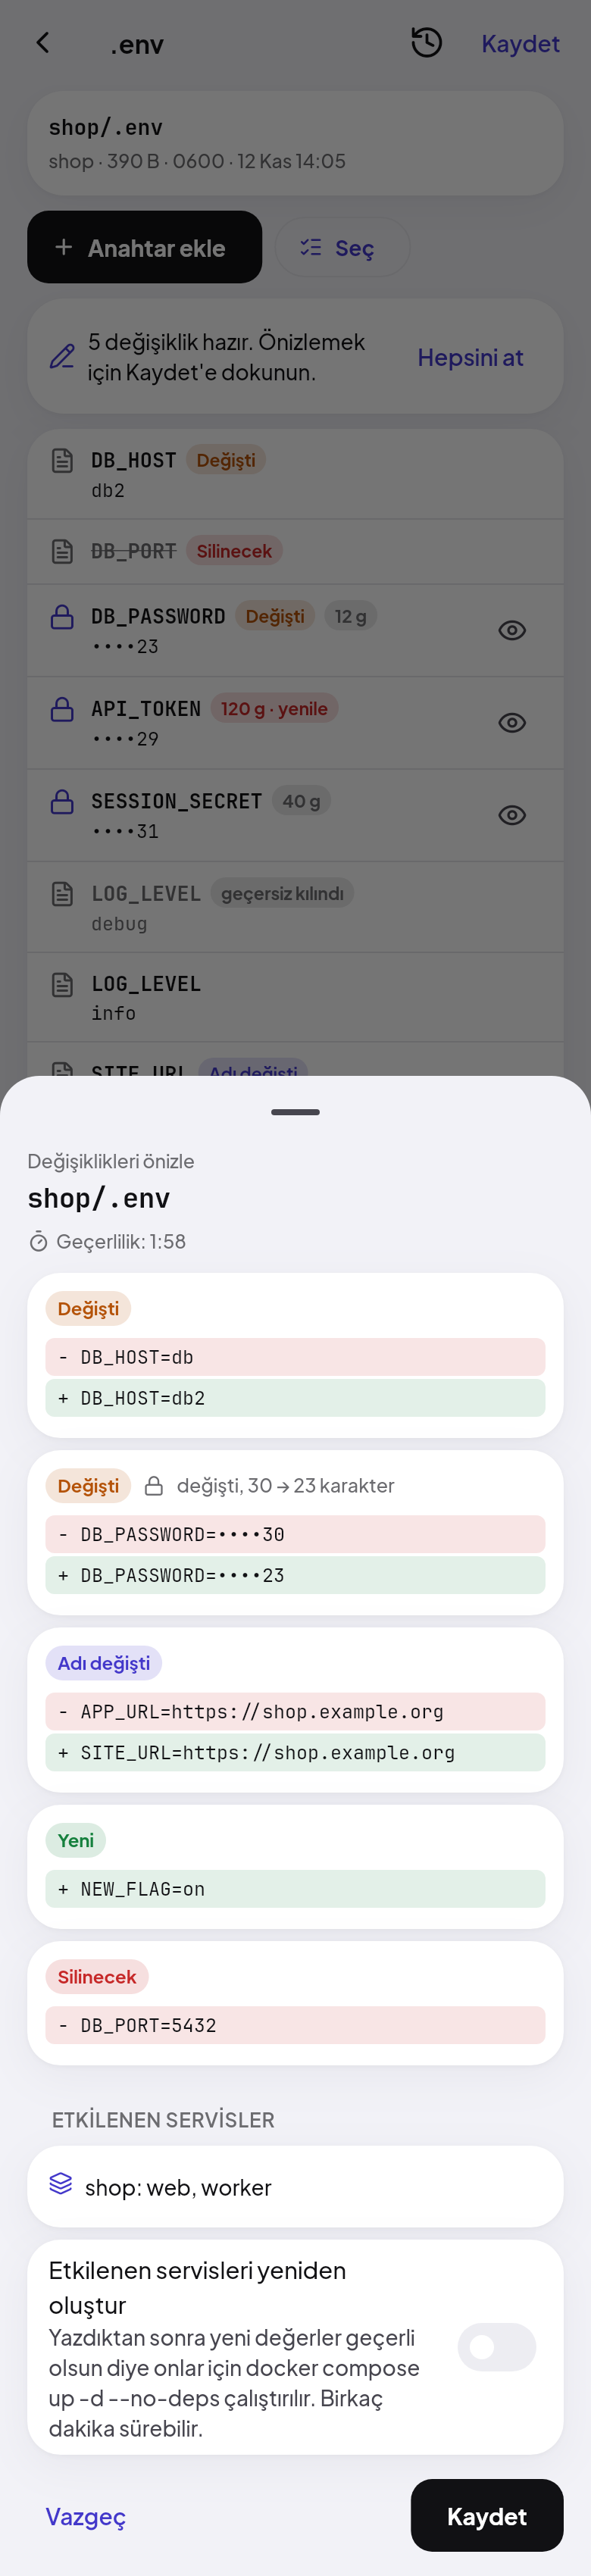 .env
Kaydet
shop/.env
shop · 390 B · 0600 · 12 Kas 14:05
+ Anahtar ekle
Seç
5 değişiklik hazır. Önizlemek
için Kaydet'e dokunun.
Hepsini at
DB_HOST Değişti
db2
DB_PORT Silinecek
DB_PASSWORD Değişti 12 g
••••23
API_TOKEN 120 g · yenile
••••29
SESSION_SECRET 40 g
••••31
LOG_LEVEL geçersiz kılındı
debug
LOG_LEVEL
info
SITE_URL Adı değişti
Değişiklikleri önizle
shop/.env
Geçerlilik: 1:58
Değişti
- DB_HOST=db
+ DB_HOST=db2
Değişti değişti, 30 → 23 karakter
- DB_PASSWORD=••••30
+ DB_PASSWORD=••••23
Adı değişti
- APP_URL=https://shop.example.org
+ SITE_URL=https://shop.example.org
Yeni
+ NEW_FLAG=on
Silinecek
- DB_PORT=5432
ETKİLENEN SERVİSLER
shop: web, worker
Etkilenen servisleri yeniden
oluştur
Yazdıktan sonra yeni değerler geçerli
olsun diye onlar için docker compose
up -d --no-deps çalıştırılır. Birkaç
dakika sürebilir.
Vazgeç
Kaydet